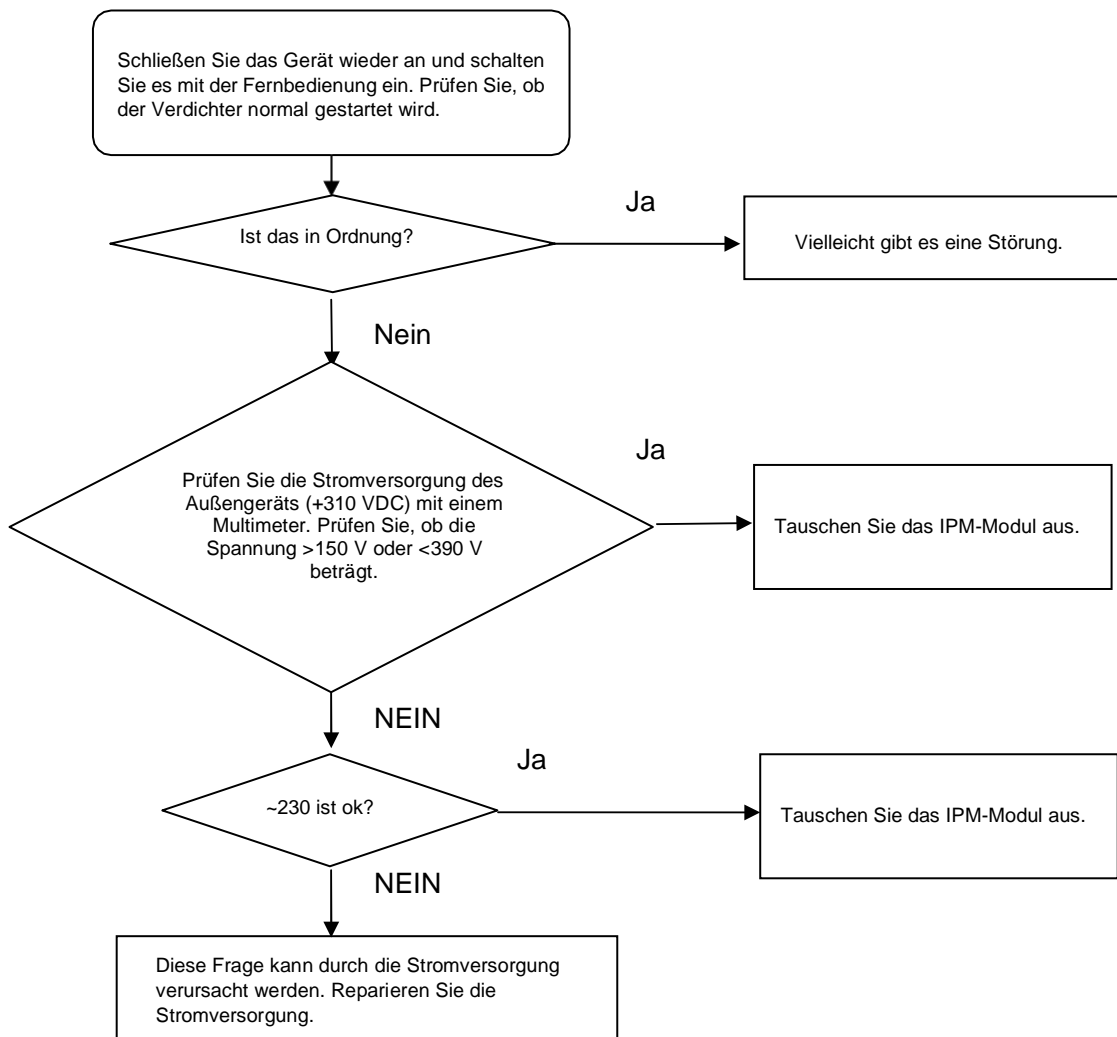 Schließen Sie das Gerät wieder an und schalten
Sie es mit der Fernbedienung ein. Prüfen Sie, ob
der Verdichter normal gestartet wird.
Ja
Ist das in Ordnung?
Vielleicht gibt es eine Störung.
Nein
Ja
Prüfen Sie die Stromversorgung des
Außengeräts (+310 VDC) mit einem
Multimeter. Prüfen Sie, ob die
Spannung >150 V oder <390 V
beträgt.
Tauschen Sie das IPM-Modul aus.
NEIN
Ja
~230 ist ok?
Tauschen Sie das IPM-Modul aus.
NEIN
Diese Frage kann durch die Stromversorgung
verursacht werden. Reparieren Sie die
Stromversorgung.